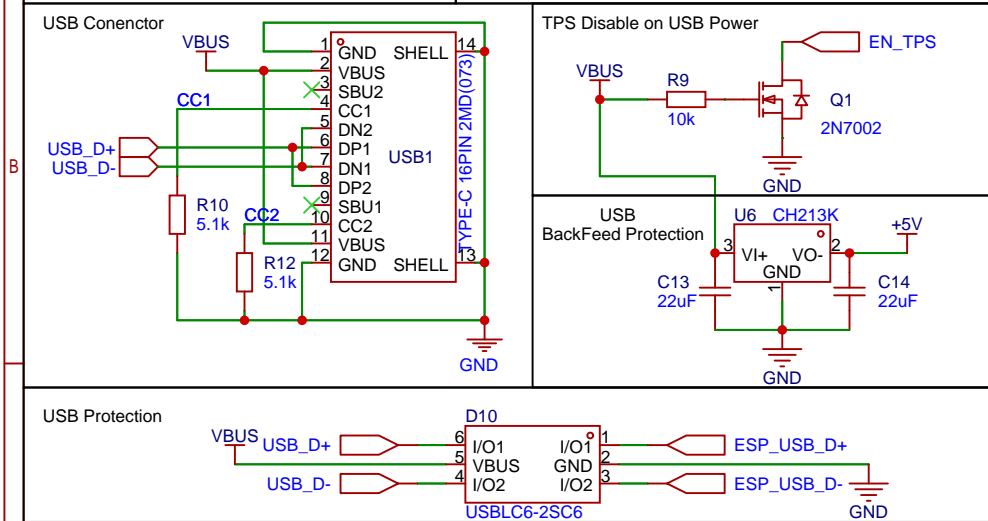 USB Conenctor
VBUS
CC1
USB_D+
USB_D-
R10
5.1k
CC2
R12
5.1k
1 GND SHELL 14
2 VBUS
3 SBU2
4 CC1
5 DN2
6 DP1
7 DN1
8 DP2
9 SBU1
10 CC2
11 VBUS
12 GND SHELL 13
USB1
TYPE-C 16PIN 2MD(073)
GND
B
TPS Disable on USB Power
EN_TPS
VBUS
R9
10k
Q1
2N7002
GND
USB
BackFeed Protection
U6 CH213K
+5V
3 VI+ VO- 2
GND
1
C13
22uF
C14
22uF
GND
USB Protection
D10
VBUS
USB_D+
USB_D-
6 I/O1 I/O1 1
5 VBUS GND 2
4 I/O2 I/O2 3
USBLC6-2SC6
ESP_USB_D+
ESP_USB_D-
GND